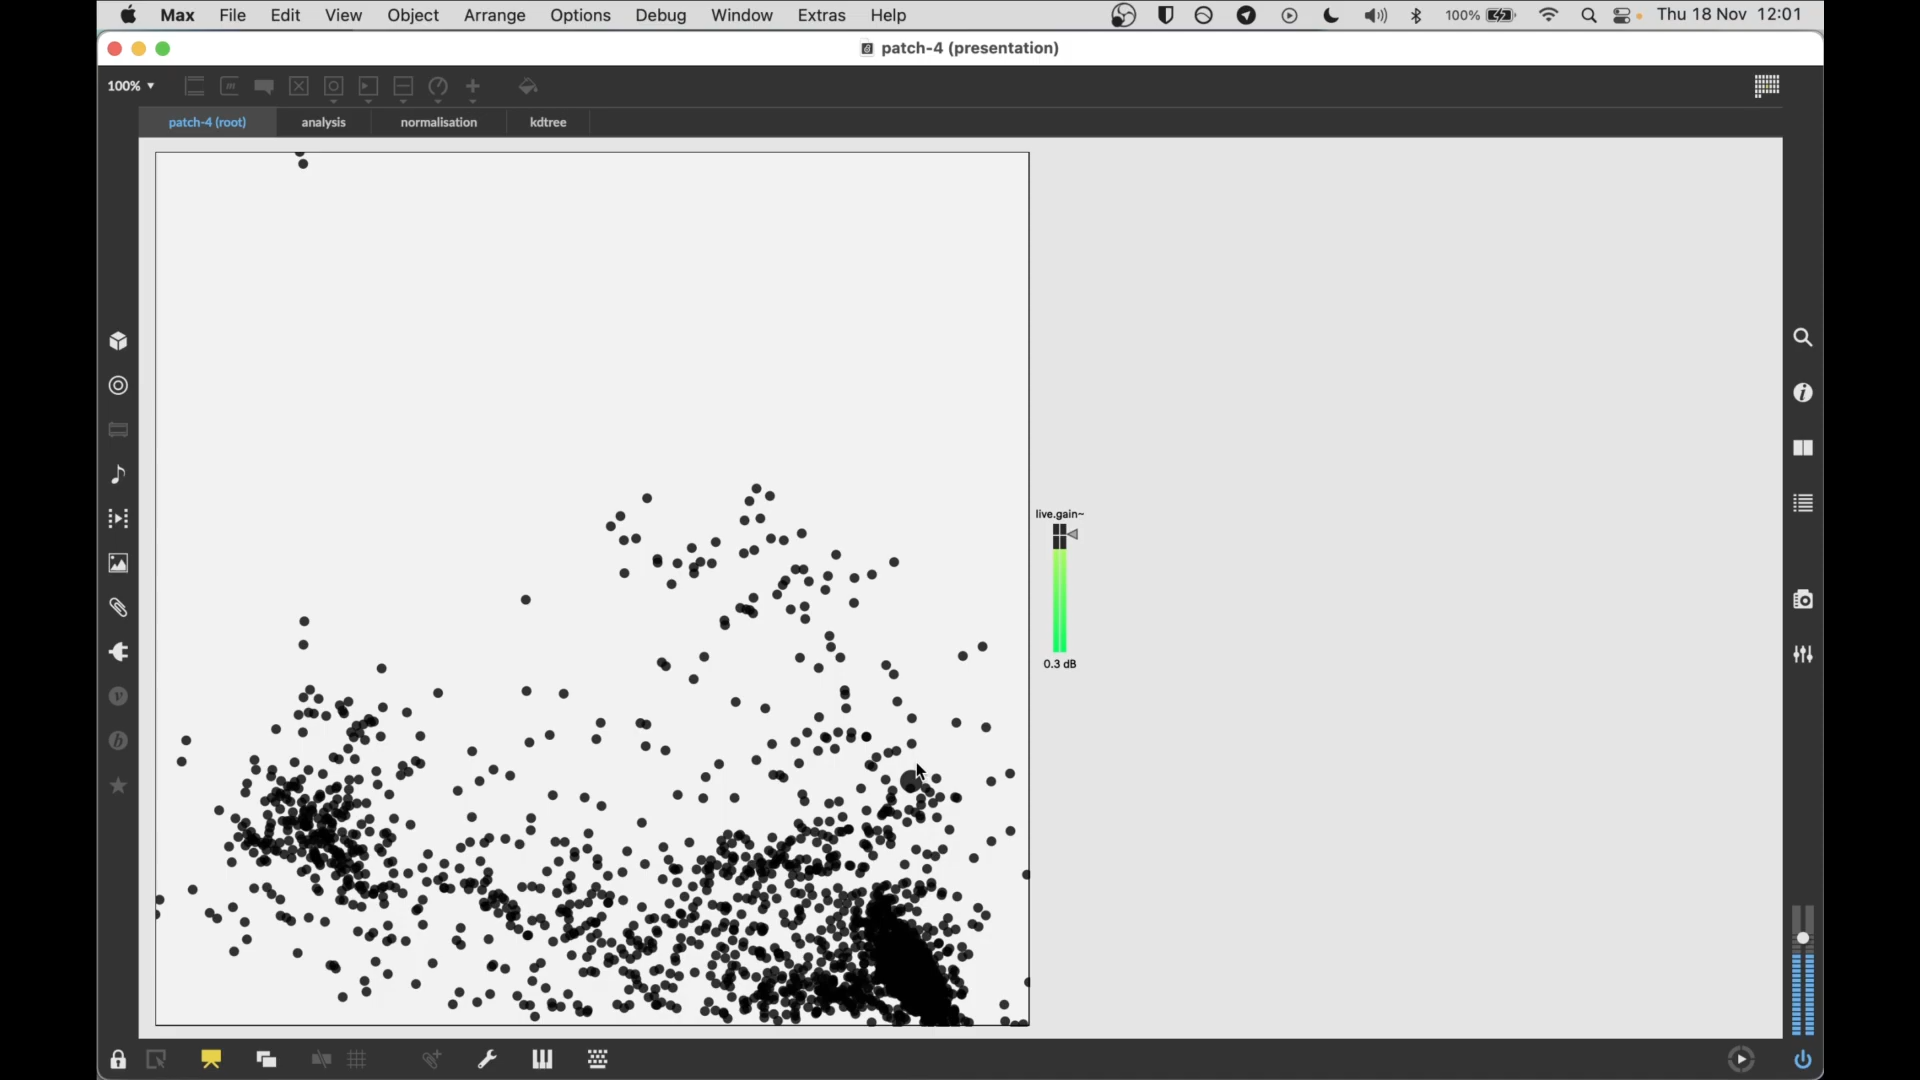 Max File Edit View Object Arrange Options Debug Window Extras Help 100% Thu 18 Nov 12:01
patch-4 (presentation)
100%
patch-4 (root) analysis normalisation kdtree
live.gain~
0.3 dB